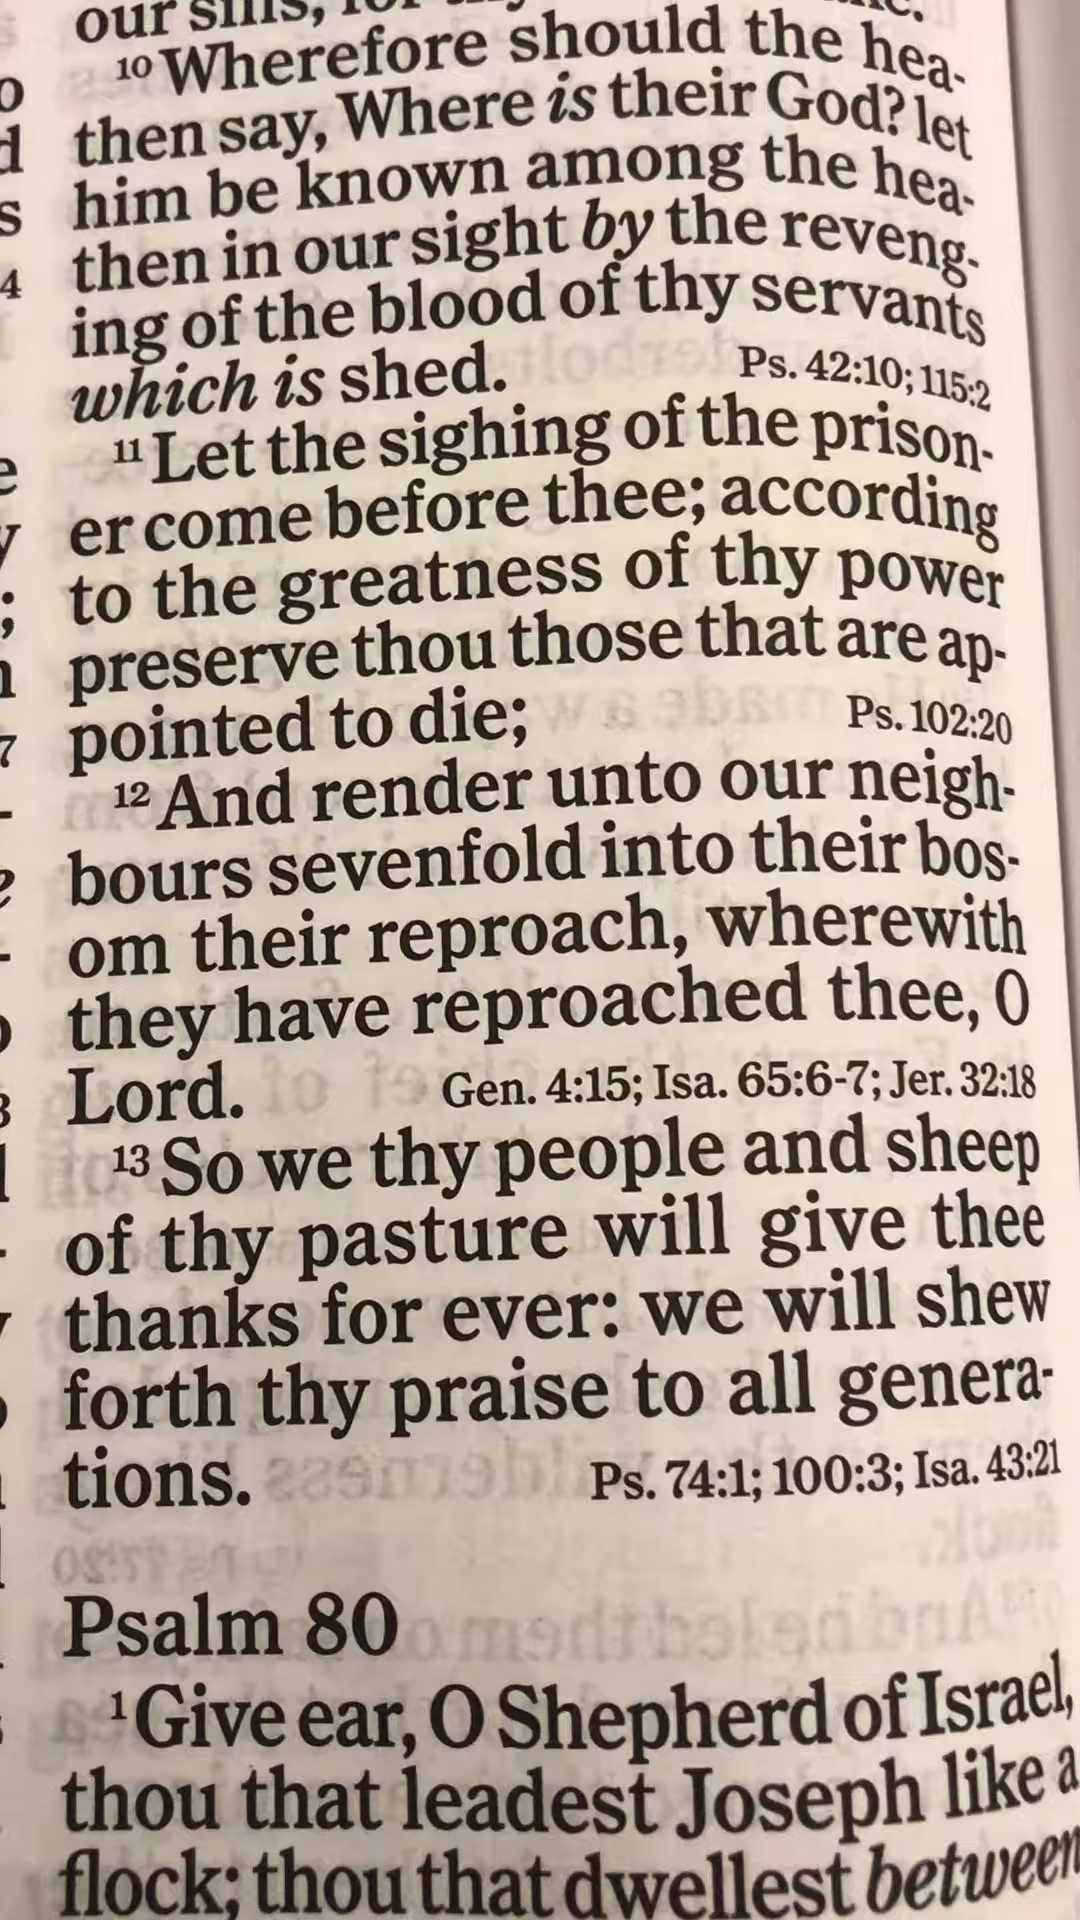 our sins,
10 Wherefore should the hea-
then say, Where is their God? let
him be known among the hea-
then in our sight by the reveng-
ing of the blood of thy servants
which is shed. Ps. 42:10; 115:2
11 Let the sighing of the prison-
er come before thee; according
to the greatness of thy power
preserve thou those that are ap-
pointed to die; Ps. 102:20
12 And render unto our neigh-
bours sevenfold into their bos-
om their reproach, wherewith
they have reproached thee, O
Lord. Gen. 4:15; Isa. 65:6-7; Jer. 32:18
13 So we thy people and sheep
of thy pasture will give thee
thanks for ever: we will shew
forth thy praise to all genera-
tions. Ps. 74:1; 100:3; Isa. 43:21
Psalm 80
1 Give ear, O Shepherd of Israel,
thou that leadest Joseph like a
flock; thou that dwellest between